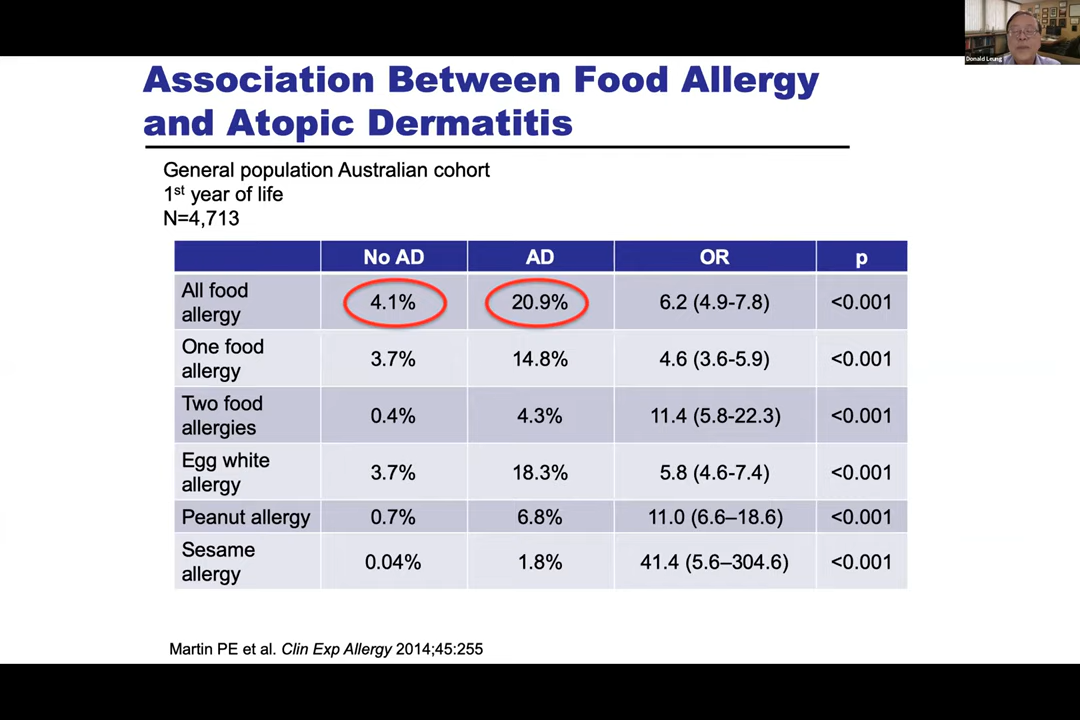 Donald Leung
Association Between Food Allergy
and Atopic Dermatitis
General population Australian cohort
1st year of life
N=4,713
No AD AD OR p
All food
allergy
4.1% 20.9% 6.2 (4.9-7.8) <0.001
One food
allergy
3.7% 14.8% 4.6 (3.6-5.9) <0.001
Two food
allergies
0.4% 4.3% 11.4 (5.8-22.3) <0.001
Egg white
allergy
3.7% 18.3% 5.8 (4.6-7.4) <0.001
Peanut allergy 0.7% 6.8% 11.0 (6.6–18.6) <0.001
Sesame
allergy
0.04% 1.8% 41.4 (5.6–304.6) <0.001
Martin PE et al. Clin Exp Allergy 2014;45:255